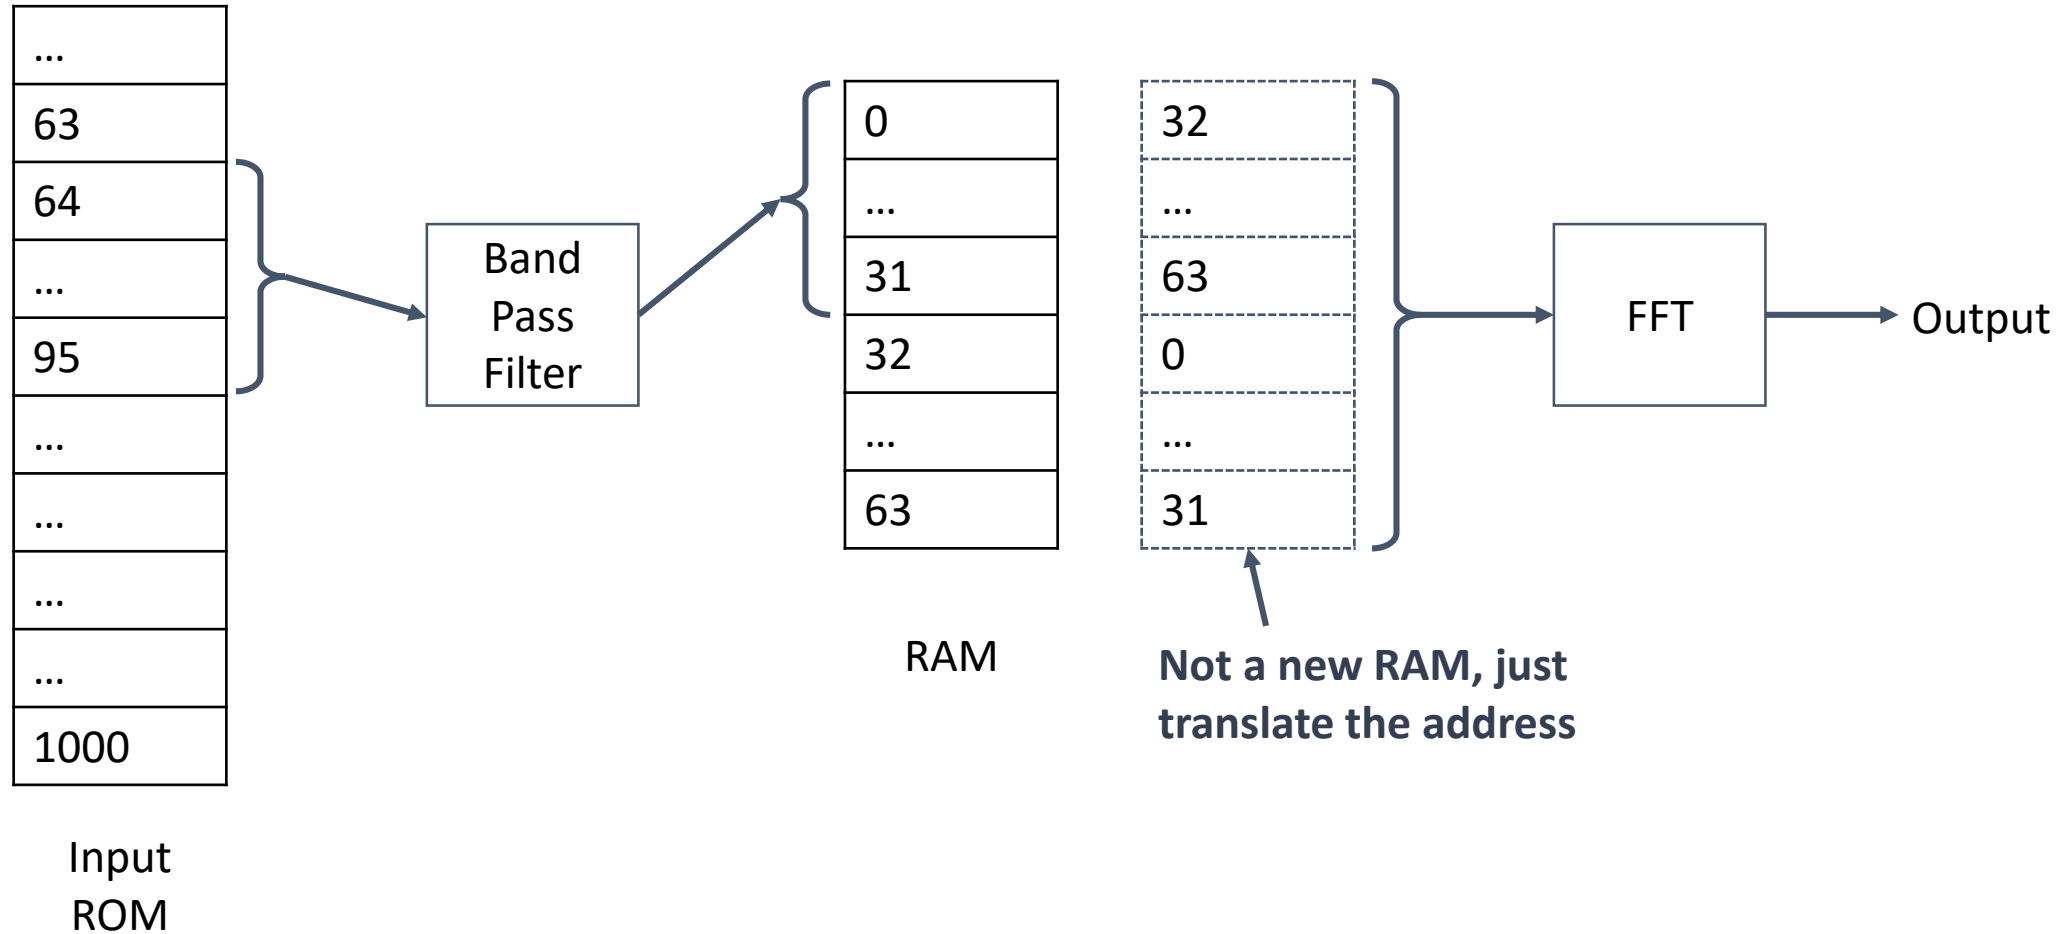 ...
63
64
...
95
...
...
...
...
1000
Input
ROM
Band
Pass
Filter
0
...
31
32
...
63
RAM
32
...
63
0
...
31
Not a new RAM, just
translate the address
FFT
Output